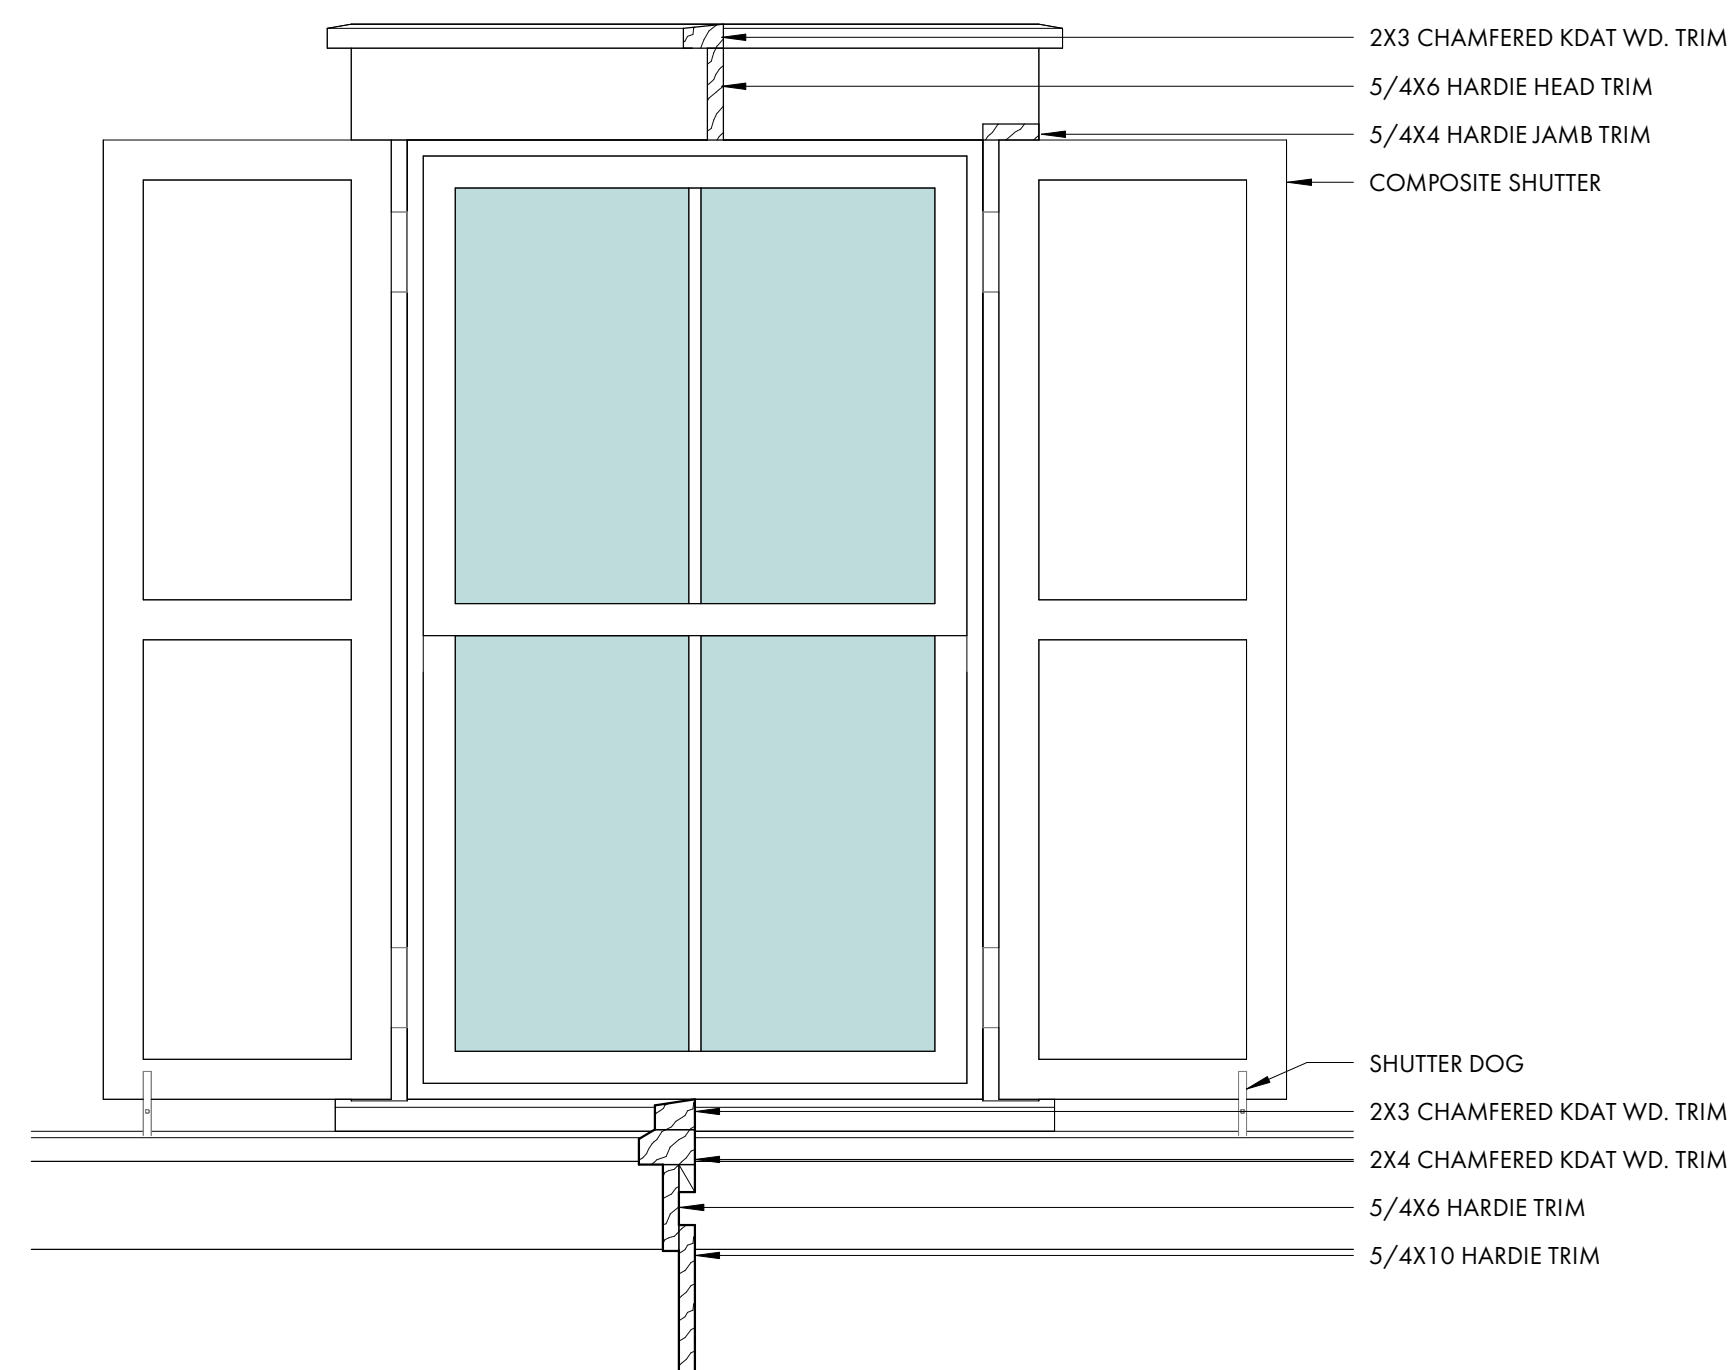 2X3 CHAMFERED KDAT WD. TRIM
5/4X6 HARDIE HEAD TRIM
5/4X4 HARDIE JAMB TRIM
COMPOSITE SHUTTER
SHUTTER DOG
2X3 CHAMFERED KDAT WD. TRIM
2X4 CHAMFERED KDAT WD. TRIM
5/4X6 HARDIE TRIM
5/4X10 HARDIE TRIM